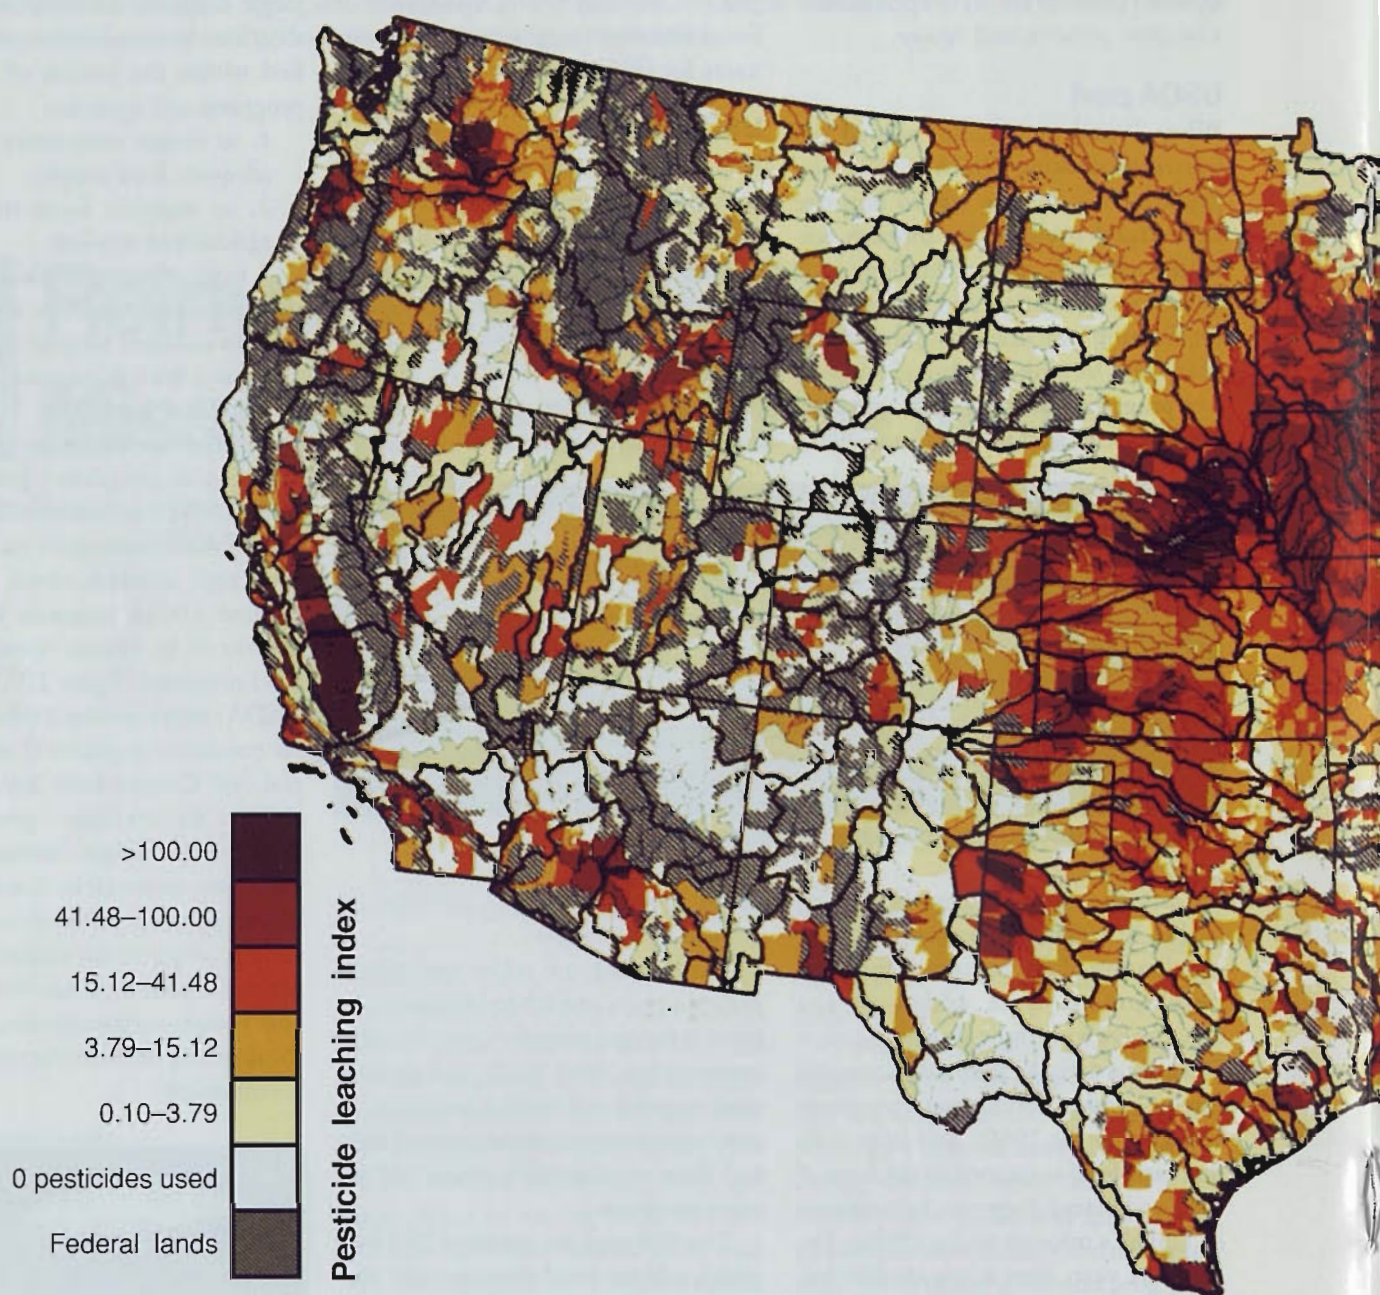 >100.00
41.48–100.00
15.12–41.48
3.79–15.12
0.10–3.79
0 pesticides used
Federal lands
Pesticide leaching index